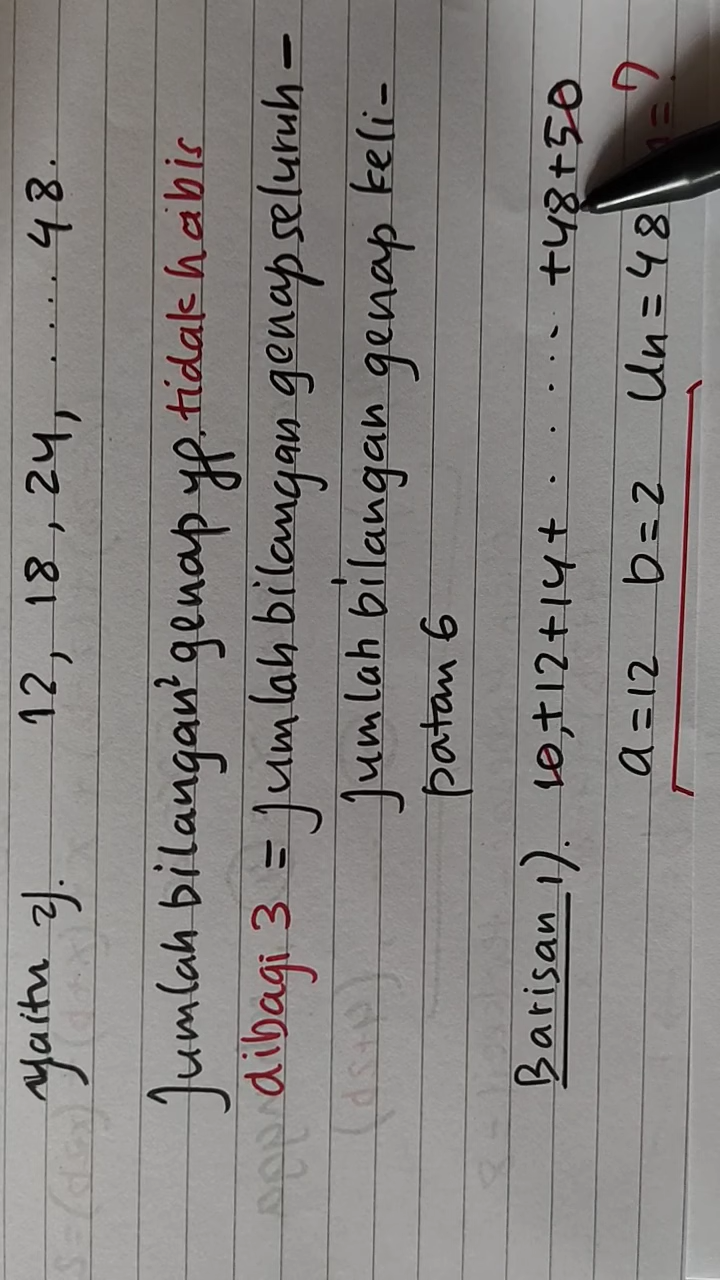 yaitu 2). 12, 18, 24, .... 48.
Jumlah bilangan² genap yg. tidak habis
dibagi 3 = Jumlah bilangan genap seluruh -
Jumlah bilangan genap keli-
patan 6
Barisan 1). 10, + 12 + 14 + ...... + 48 + 50
a = 12 b = 2 Un = 48 = ?